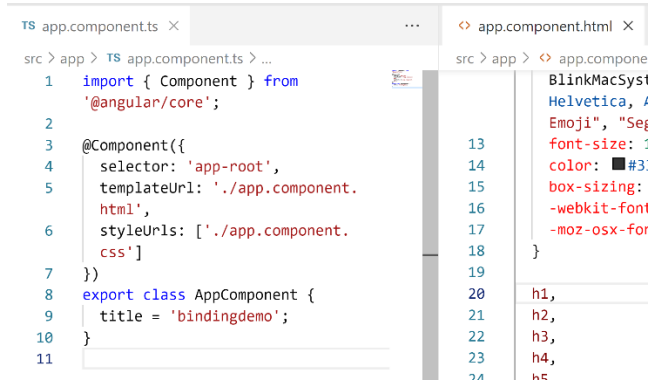 TS app.component.ts × ...
src > app > TS app.component.ts > ...
1 import { Component } from
'@angular/core';
2
3 @Component({
4 selector: 'app-root',
5 templateUrl: './app.component.
html',
6 styleUrls: ['./app.component.
css']
7 })
8 export class AppComponent {
9 title = 'bindingdemo';
10 }
11
<> app.component.html ×
src > app > <> app.compone
BlinkMacSyst
Helvetica,
Emoji", "Seg
13 font-size: 1
14 color: #3
15 box-sizing:
16 -webkit-font
17 -moz-osx-fon
18 }
19
20 h1,
21 h2,
22 h3,
23 h4,
24 h5